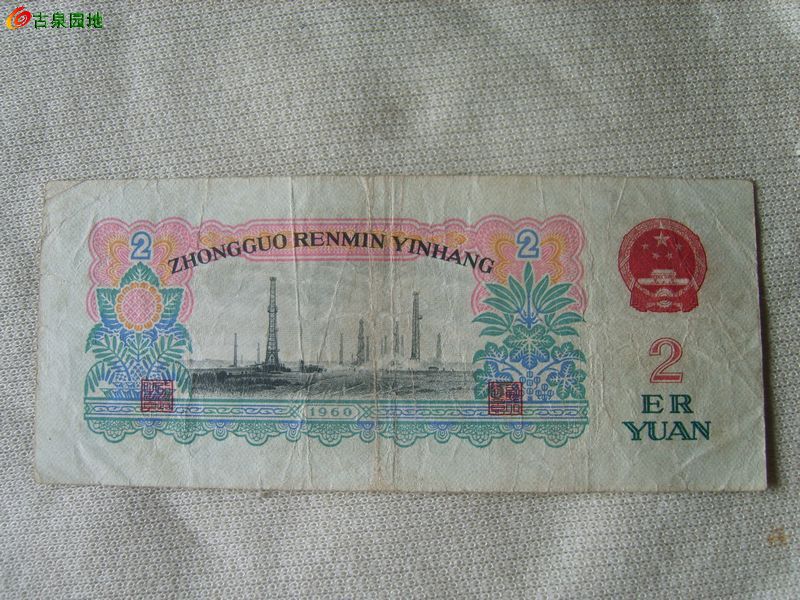 古泉园地
2
ZHONGGUO RENMIN YINHANG
2
1960
2
ER
YUAN